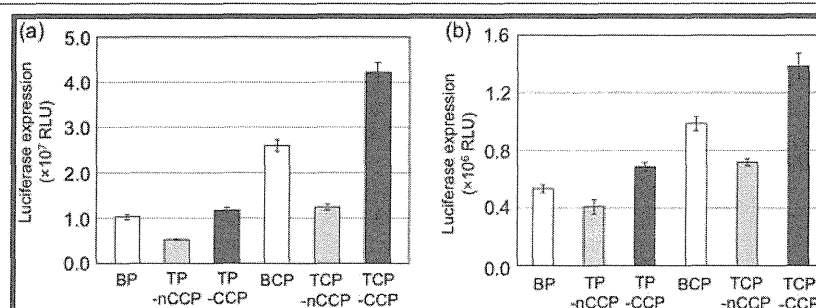 (a)
Luciferase expression
(×10⁷ RLU)
5.0
4.0
3.0
2.0
1.0
0.0
BP
TP
-nCCP
TP
-CCP
BCP
TCP
-nCCP
TCP
-CCP
(b)
Luciferase expression
(×10⁶ RLU)
1.6
1.2
0.8
0.4
0.0
BP
TP
-nCCP
TP
-CCP
BCP
TCP
-nCCP
TCP
-CCP